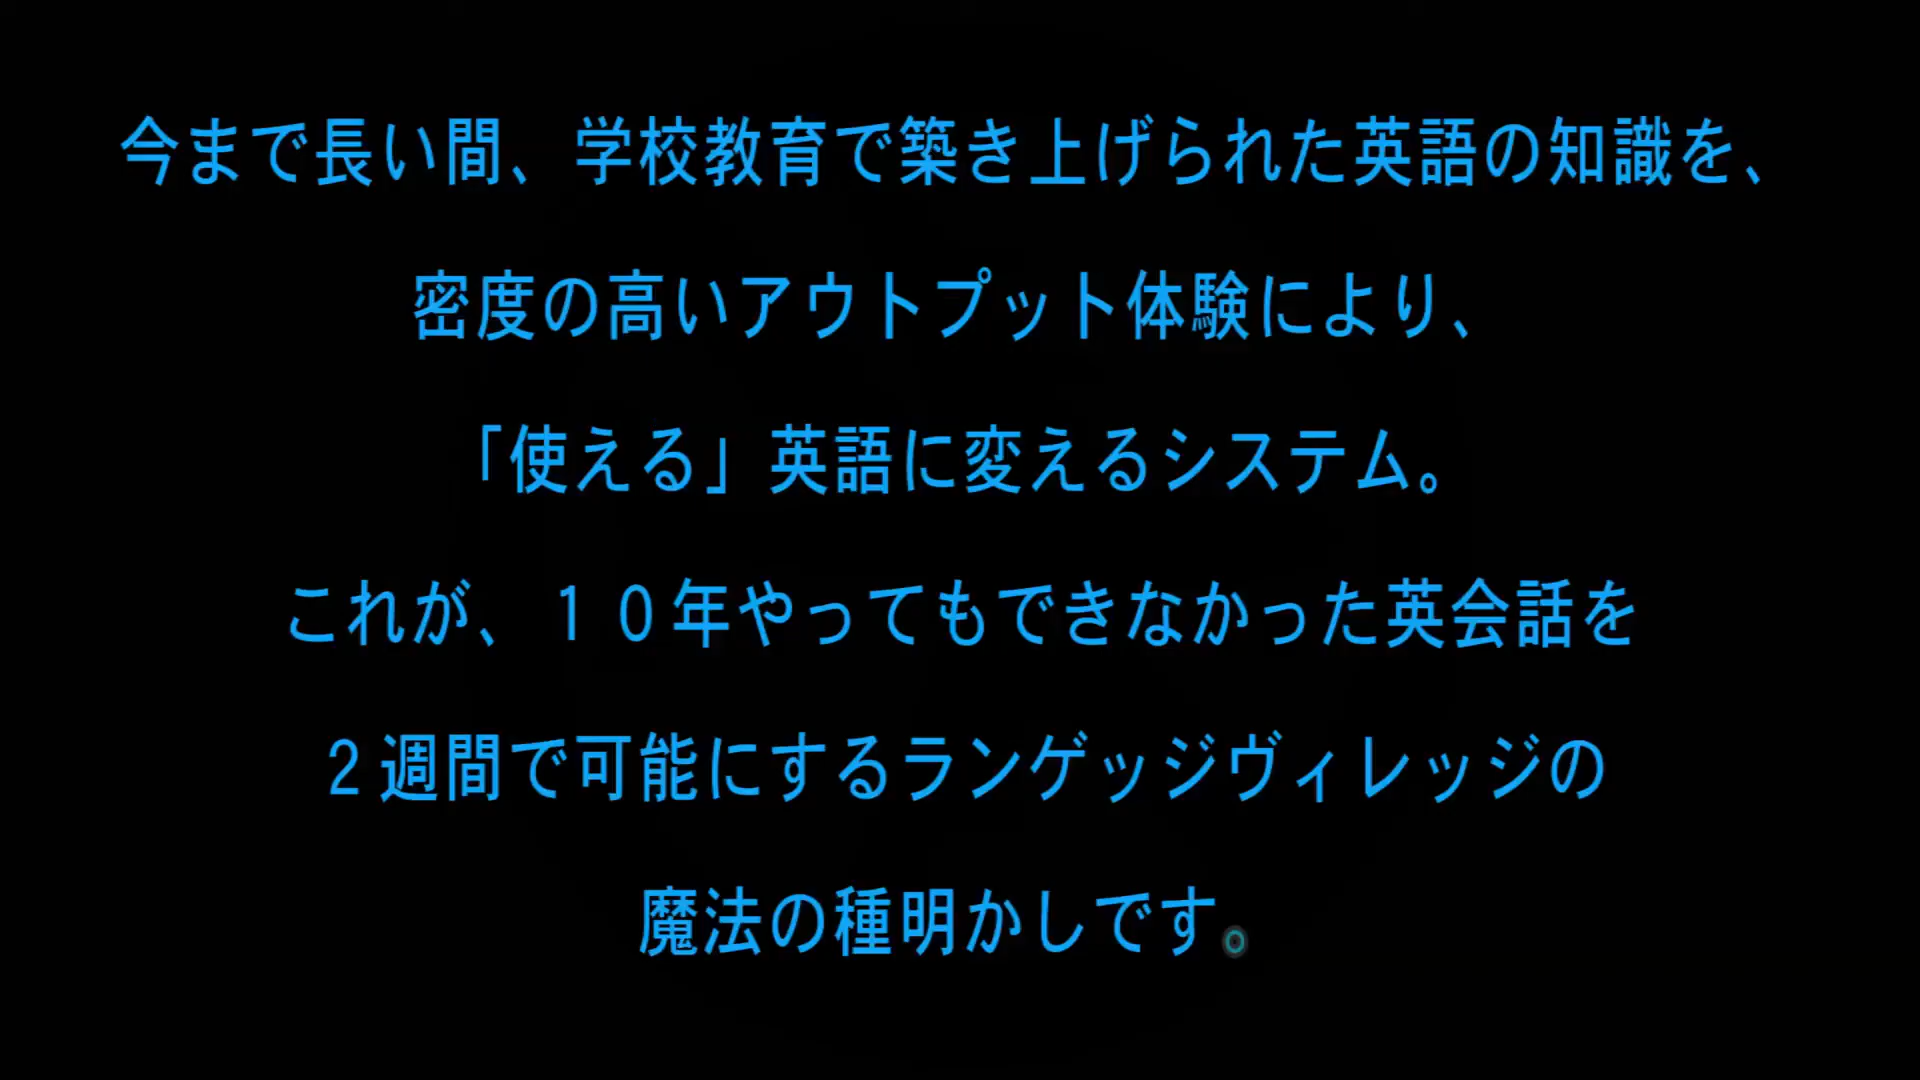 今まで長い間、学校教育で築き上げられた英語の知識を、
密度の高いアウトプット体験により、
「使える」英語に変えるシステム。
これが、１０年やってもできなかった英会話を
２週間で可能にするランゲッジヴィレッジの
魔法の種明かしです。